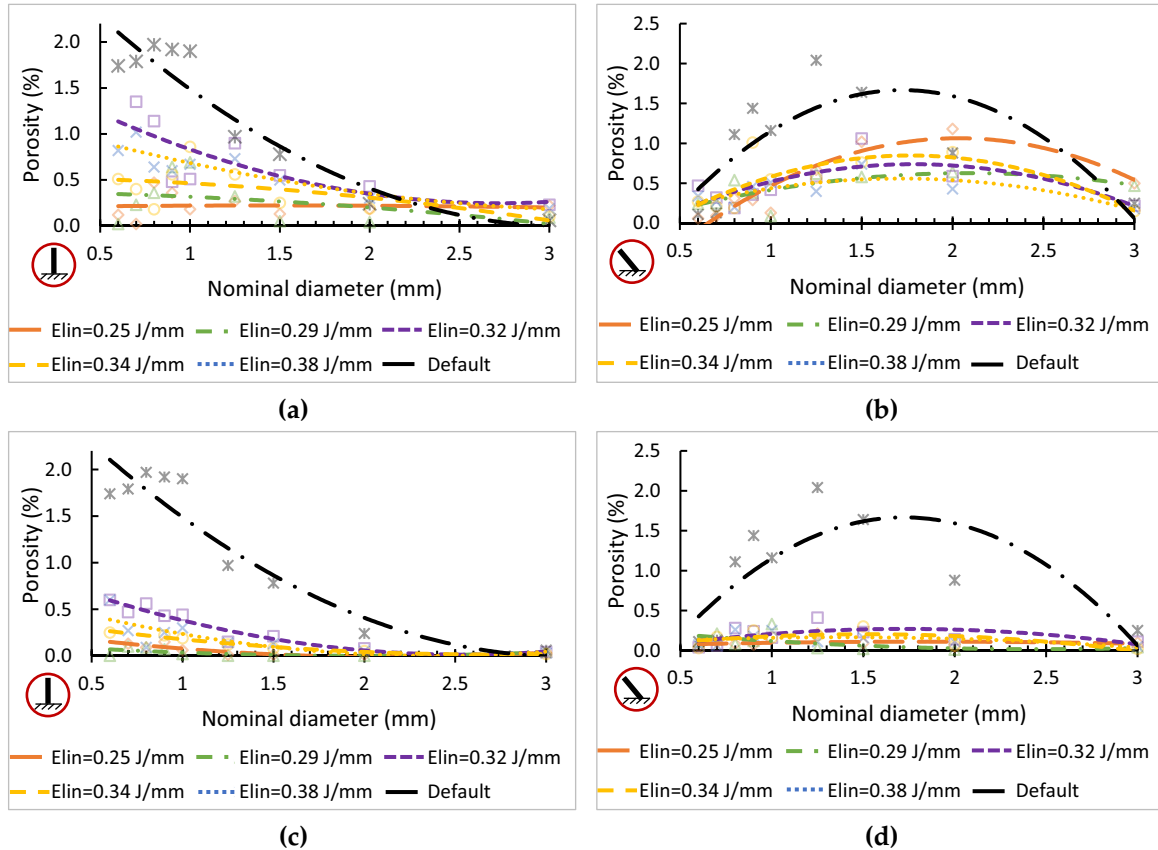 2.0
1.5
1.0
0.5
0.0
Porosity (%)
0.5 1 1.5 2 2.5 3
Nominal diameter (mm)
Elin=0.25 J/mm Elin=0.29 J/mm Elin=0.32 J/mm
Elin=0.34 J/mm Elin=0.38 J/mm Default
(a)
2.5
2.0
1.5
1.0
0.5
0.0
Porosity (%)
0.5 1 1.5 2 2.5 3
Nominal diameter (mm)
Elin=0.25 J/mm Elin=0.29 J/mm Elin=0.32 J/mm
Elin=0.34 J/mm Elin=0.38 J/mm Default
(b)
2.0
1.5
1.0
0.5
0.0
Porosity (%)
0.5 1 1.5 2 2.5 3
Nominal diameter (mm)
Elin=0.25 J/mm Elin=0.29 J/mm Elin=0.32 J/mm
Elin=0.34 J/mm Elin=0.38 J/mm Default
(c)
2.5
2.0
1.5
1.0
0.5
0.0
Porosity (%)
0.5 1 1.5 2 2.5 3
Nominal diameter (mm)
Elin=0.25 J/mm Elin=0.29 J/mm Elin=0.32 J/mm
Elin=0.34 J/mm Elin=0.38 J/mm Default
(d)